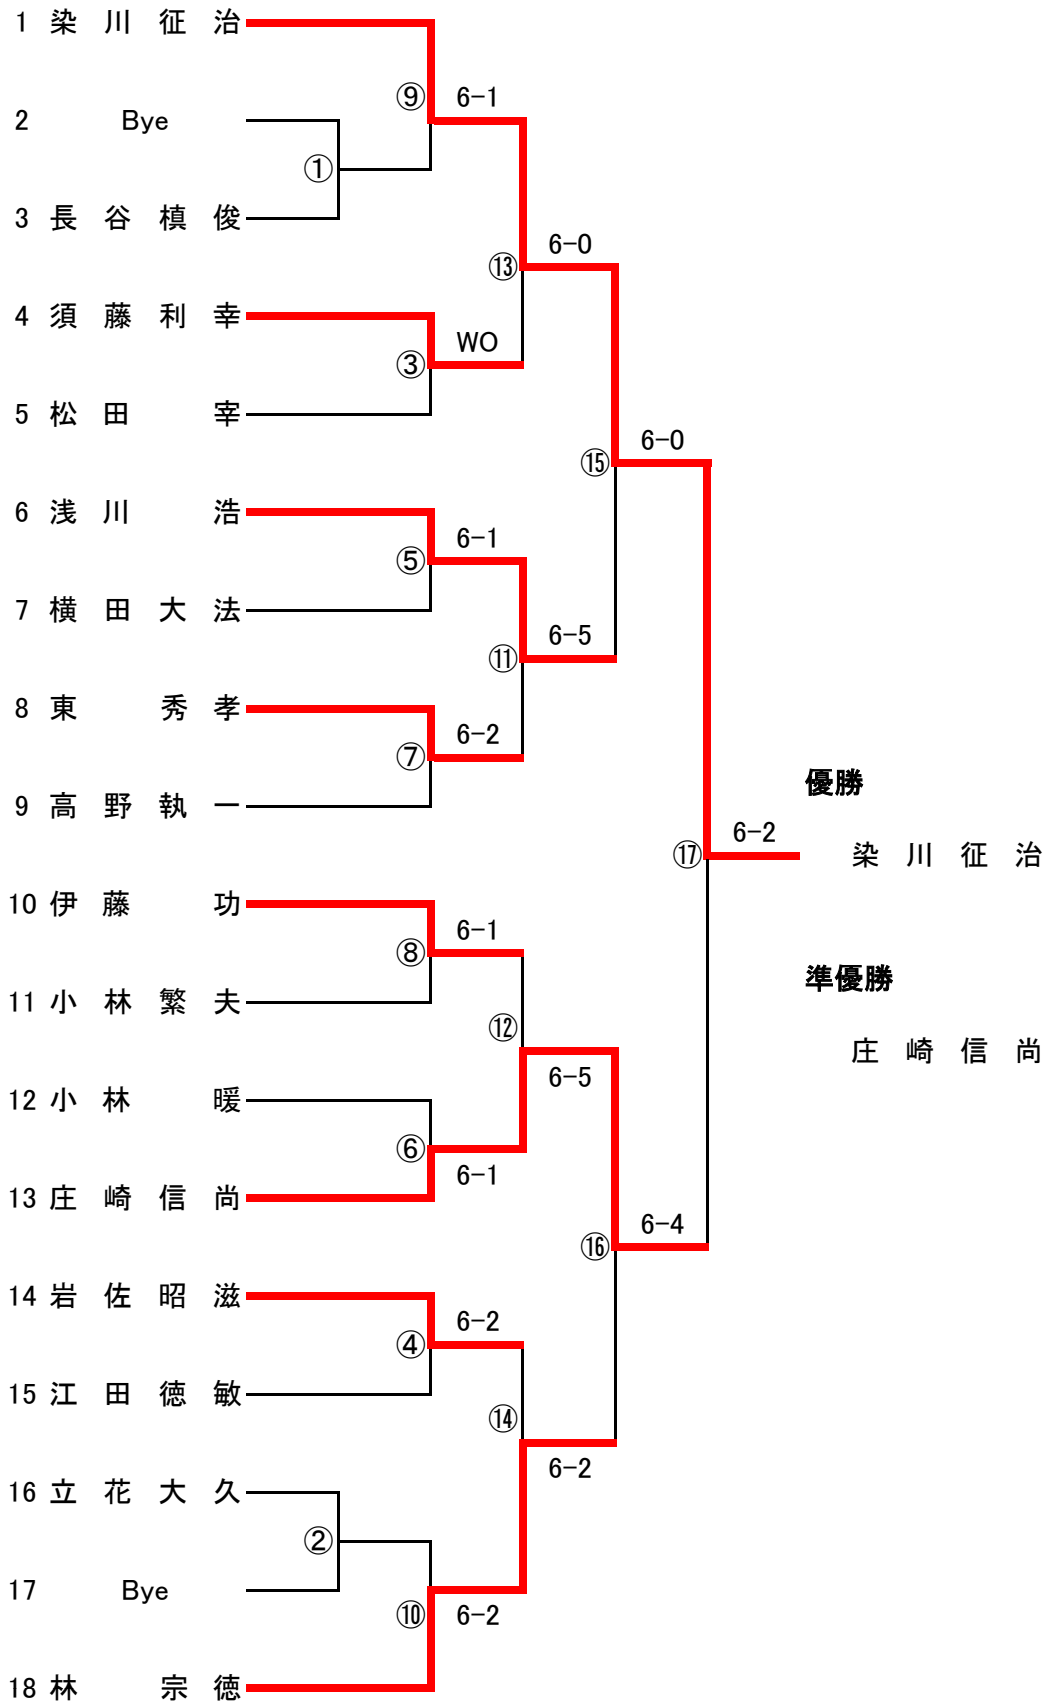 1 染川征治
⑨ 6-1
2 Bye
①
3 長谷槙俊
6-0
⑬
4 須藤利幸
WO
③
5 松田宰
6-0
⑮
6 浅川浩
6-1
⑤
7 横田大法
6-5
⑪
8 東秀孝
6-2
⑦
優勝
9 高野執一
6-2
⑰ 染川征治
10 伊藤功
6-1
⑧
準優勝
11 小林繁夫
⑫
庄崎信尚
6-5
12 小林暖
⑥
6-1
13 庄崎信尚
6-4
⑯
14 岩佐昭滋
6-2
④
15 江田徳敏
⑭
6-2
16 立花大久
②
17 Bye
⑩ 6-2
18 林宗徳